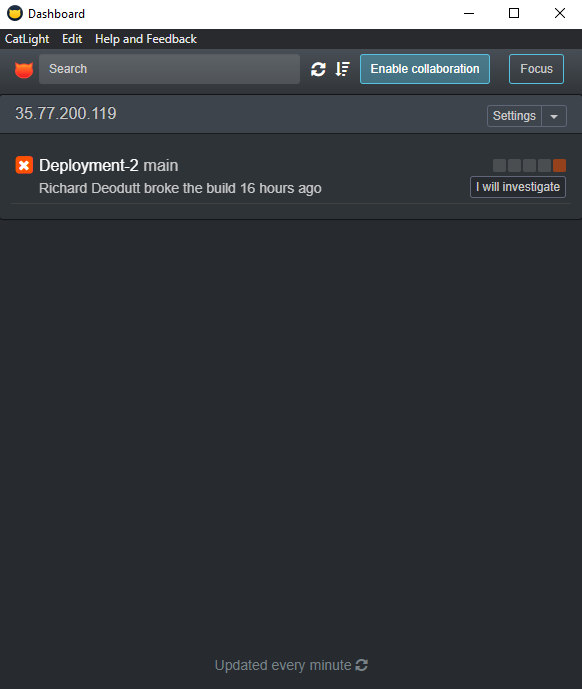 Dashboard
CatLight Edit Help and Feedback
Search Enable collaboration Focus
35.77.200.119 Settings
Deployment-2 main
Richard Deodutt broke the build 16 hours ago I will investigate
Updated every minute